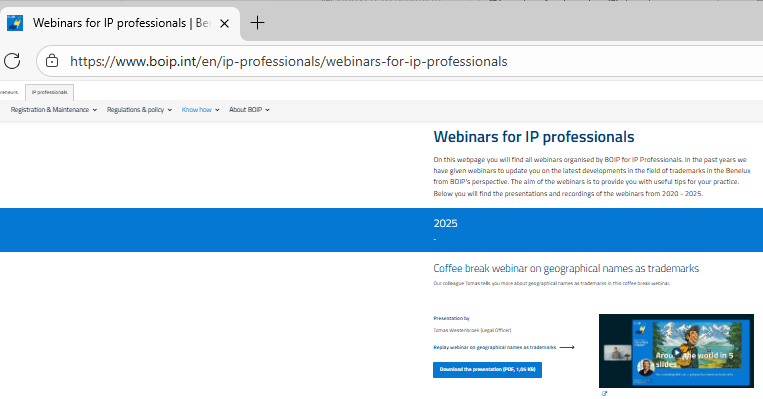 Webinars for IP professionals | Be
https://www.boip.int/en/ip-professionals/webinars-for-ip-professionals
reneurs IP professionals
Registration & Maintenance Regulations & policy Know how About BOIP
Webinars for IP professionals
On this webpage you will find all webinars organised by BOIP for IP Professionals. In the past years we
have given webinars to update you on the latest developments in the field of trademarks in the Benelux
from BOIP's perspective. The aim of the webinars is to provide you with useful tips for your practice.
Below you will find the presentations and recordings of the webinars from 2020 - 2025.
2025
-
Coffee break webinar on geographical names as trademarks
Our colleague Tomas tells you more about geographical names as trademarks in this coffee break webinar.
Presentation by
Tomas Westenbroek (Legal Officer)
Replay webinar on geographical names as trademarks
Download the presentation (PDF, 1,05 KB)
Around the world in 5
slides